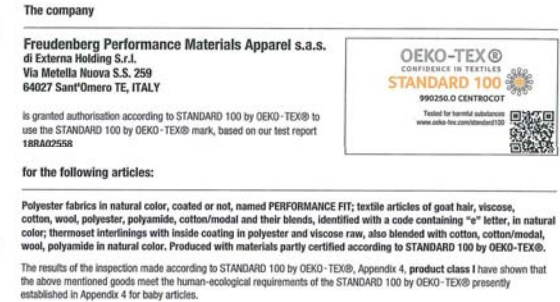 The company
Freudenberg Performance Materials Apparel s.a.s.
di Externa Holding S.r.l.
Via Metella Nuova S.S. 259
64027 Sant'Omero TE, ITALY
is granted authorisation according to STANDARD 100 by OEKO-TEX® to
use the STANDARD 100 by OEKO-TEX® mark, based on our test report
18RA02558
OEKO-TEX®
CONFIDENCE IN TEXTILES
STANDARD 100
990250.O CENTROCOT
Tested for harmful substances
www.oeko-tex.com/standard100
for the following articles:
Polyester fabrics in natural color, coated or not, named PERFORMANCE FIT; textile articles of goat hair, viscose,
cotton, wool, polyester, polyamide, cotton/modal and their blends, identified with a code containing "e" letter, in natural
color; thermoset interlinings with inside coating in polyester and viscose raw, also blended with cotton, cotton/modal,
wool, polyamide in natural color. Produced with materials partly certified according to STANDARD 100 by OEKO-TEX®.
The results of the inspection made according to STANDARD 100 by OEKO-TEX®, Appendix 4, product class I have shown that
the above mentioned goods meet the human-ecological requirements of the STANDARD 100 by OEKO-TEX® presently
established in Appendix 4 for baby articles.